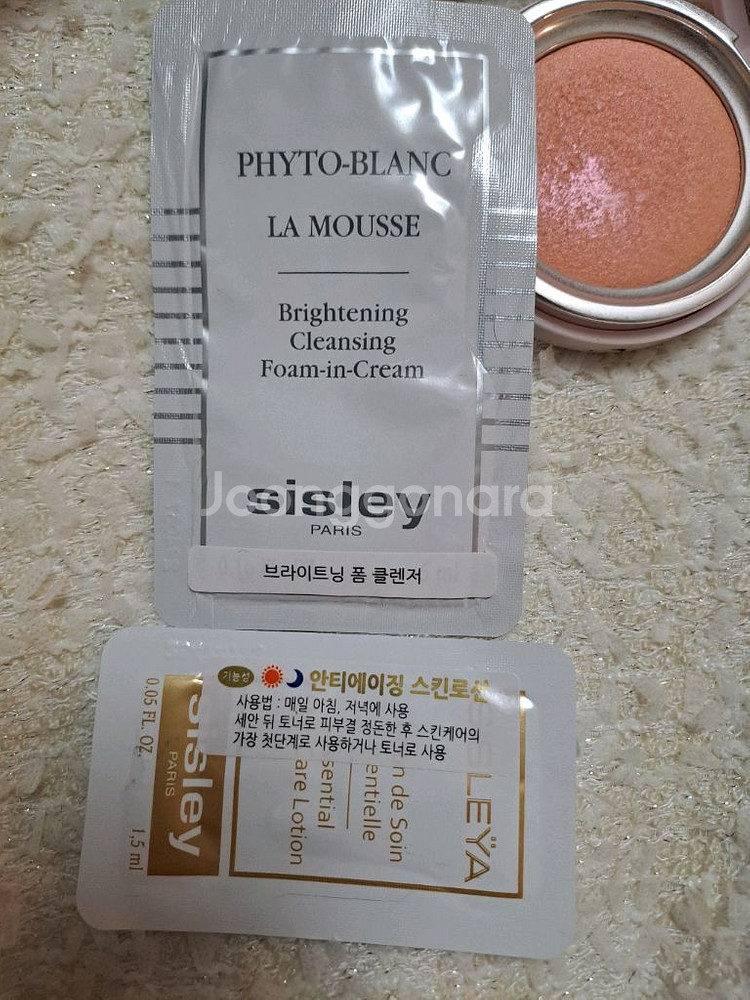 PHYTO-BLANC
LA MOUSSE
Brightening
Cleansing
Foam-in-Cream
sisley
PARIS
Joonggonara
브라이트닝 폼 클렌저
기능성 안티에이징 스킨로션
사용법 : 매일 아침, 저녁에 사용
세안 뒤 토너로 피부결 정돈한 후 스킨케어의
가장 첫단계로 사용하거나 토너로 사용
sisley
PARIS
0.05 FL. OZ.
1,5 ml
SLEŸA
de Soin
entielle
sential
are Lotion